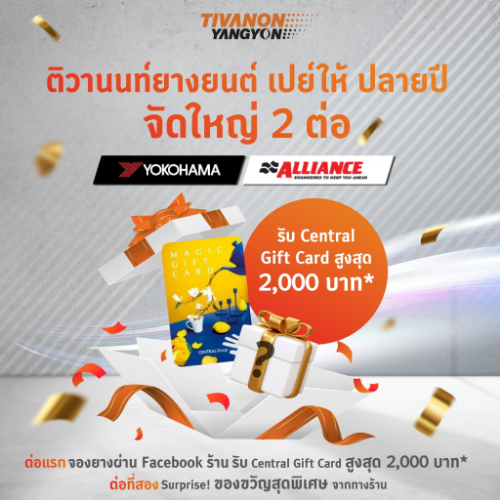 TIVANON
YANGYON
ติวานนท์ยางยนต์ เปย์ให้ ปลายปี
จัดใหญ่ 2 ต่อ
YOKOHAMA
ALLIANCE
ENGINEERED TO KEEP YOU AHEAD
รับ Central
Gift Card สูงสุด
2,000 บาท*
MAGIC
GIFT
CARD
?
ต่อแรก จองยางผ่าน Facebook ร้าน รับ Central Gift Card สูงสุด 2,000 บาท*
ต่อที่สอง Surprise! ของขวัญสุดพิเศษ จากทางร้าน